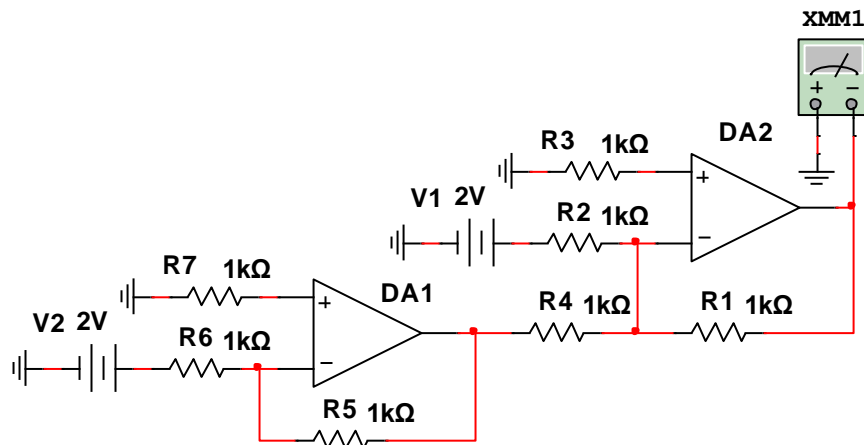 XMM1
+ −
DA2
R3 1kΩ
+
V1 2V R2 1kΩ
−
R7 1kΩ
DA1
+
R4 1kΩ R1 1kΩ
V2 2V R6 1kΩ
−
R5 1kΩ